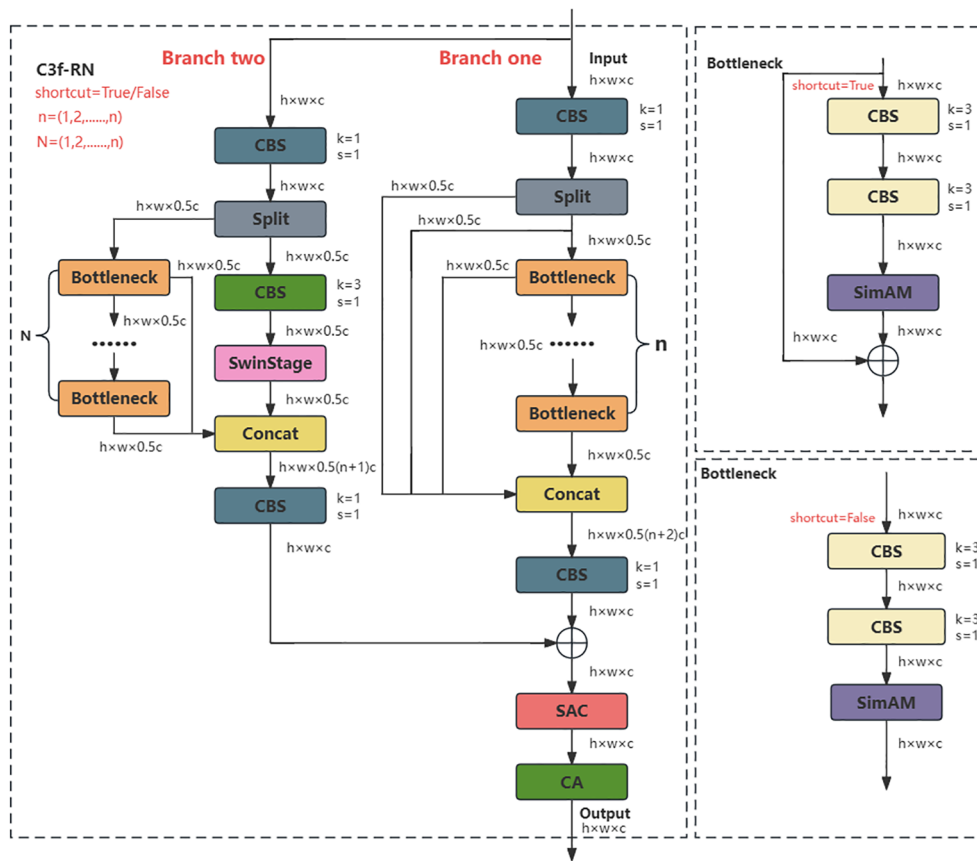 C3f-RN
shortcut=True/False
n=(1,2,......,n)
N=(1,2,......,n)
Branch two
h×w×c
CBS
k=1
s=1
h×w×c
Split
h×w×0.5c
h×w×0.5c
Bottleneck
h×w×0.5c
CBS
k=3
s=1
N
h×w×0.5c
......
h×w×0.5c
SwinStage
Bottleneck
h×w×0.5c
h×w×0.5c
Concat
h×w×0.5(n+1)c
CBS
k=1
s=1
h×w×c
Branch one
Input
h×w×c
CBS
k=1
s=1
h×w×c
h×w×0.5c
Split
h×w×0.5c
h×w×0.5c
h×w×0.5c
Bottleneck
h×w×0.5c
......
n
Bottleneck
h×w×0.5c
Concat
h×w×0.5(n+2)c
CBS
k=1
s=1
h×w×c
h×w×c
SAC
h×w×c
CA
Output
h×w×c
Bottleneck
shortcut=True
h×w×c
CBS
k=3
s=1
h×w×c
CBS
k=3
s=1
h×w×c
SimAM
h×w×c
h×w×c
Bottleneck
shortcut=False
h×w×c
CBS
k=3
s=1
h×w×c
CBS
k=3
s=1
h×w×c
SimAM
h×w×c